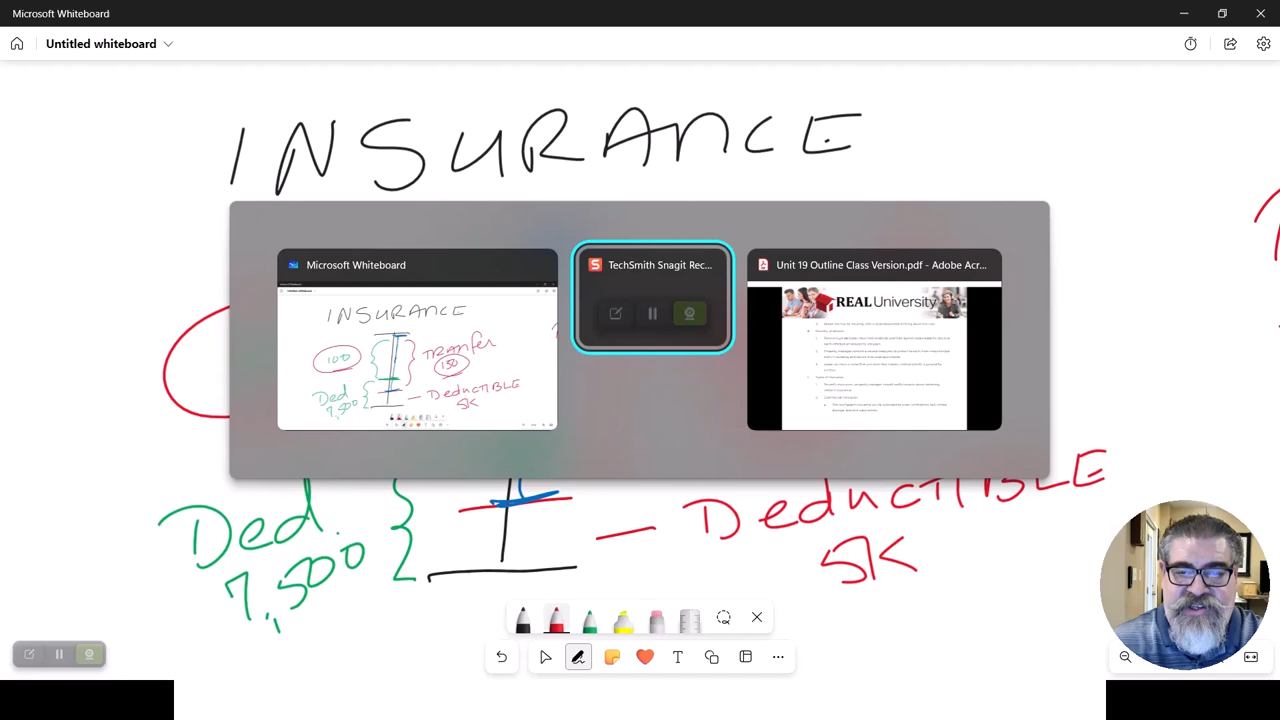 Microsoft Whiteboard
Untitled whiteboard
INSURANCE
Microsoft Whiteboard
TechSmith Snagit Rec...
Unit 19 Outline Class Version.pdf - Adobe Acr...
INSURANCE
100
Transfer
150
Ded
7,500
DEDUCTIBLE
5K
REAL University
Ded.
7,500
DeductIBLE
5K